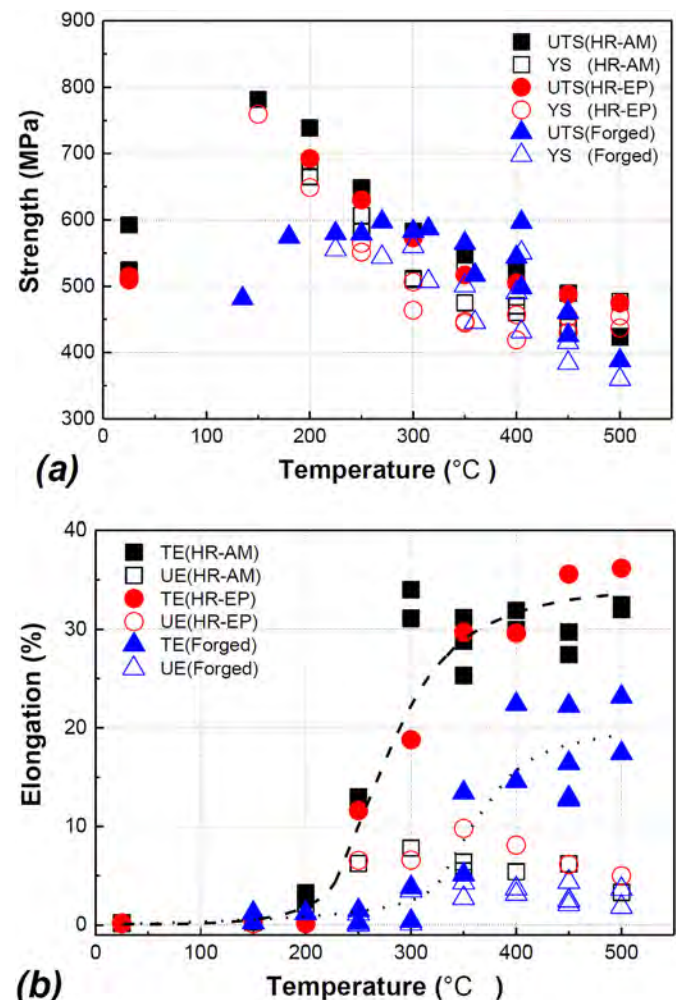 900
800
700
600
500
400
300
Strength (MPa)
UTS(HR-AM)
YS (HR-AM)
UTS(HR-EP)
YS (HR-EP)
UTS(Forged)
YS (Forged)
0 100 200 300 400 500
(a)
Temperature (°C )
40
30
20
10
0
Elongation (%)
TE(HR-AM)
UE(HR-AM)
TE(HR-EP)
UE(HR-EP)
TE(Forged)
UE(Forged)
0 100 200 300 400 500
(b)
Temperature (°C )